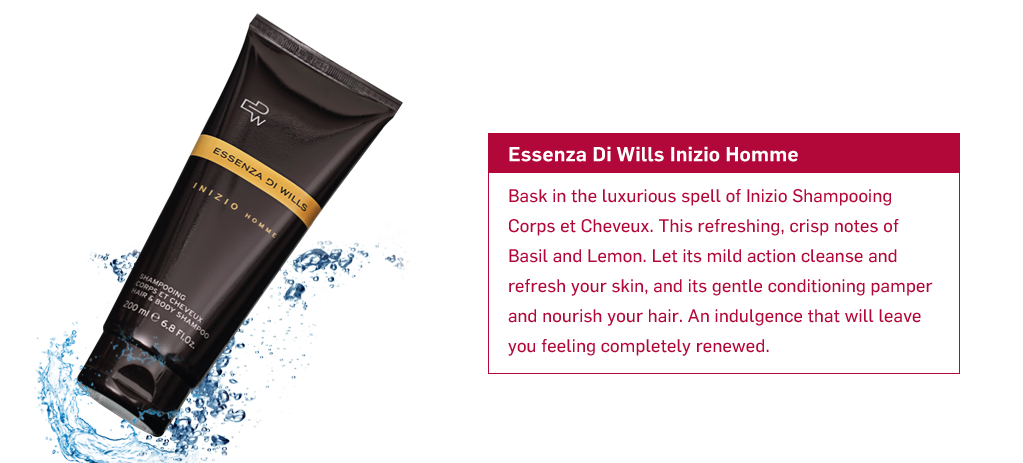 EDW
ESSENZA DI WILLS
INIZIO HOMME
SHAMPOOING
CORPS ET CHEVEUX
HAIR & BODY SHAMPOO
200 ml ℮ 6.8 Fl.Oz.
Essenza Di Wills Inizio Homme
Bask in the luxurious spell of Inizio Shampooing
Corps et Cheveux. This refreshing, crisp notes of
Basil and Lemon. Let its mild action cleanse and
refresh your skin, and its gentle conditioning pamper
and nourish your hair. An indulgence that will leave
you feeling completely renewed.